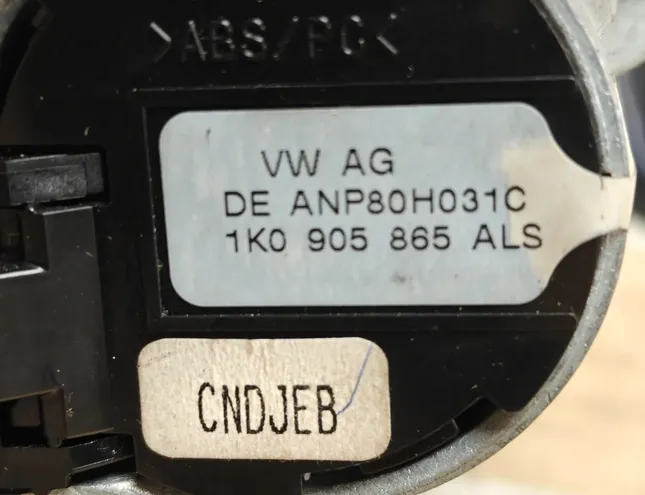 >ABS/PC<
VW AG
DE ANP80H031C
1K0 905 865 ALS
CNDJEB